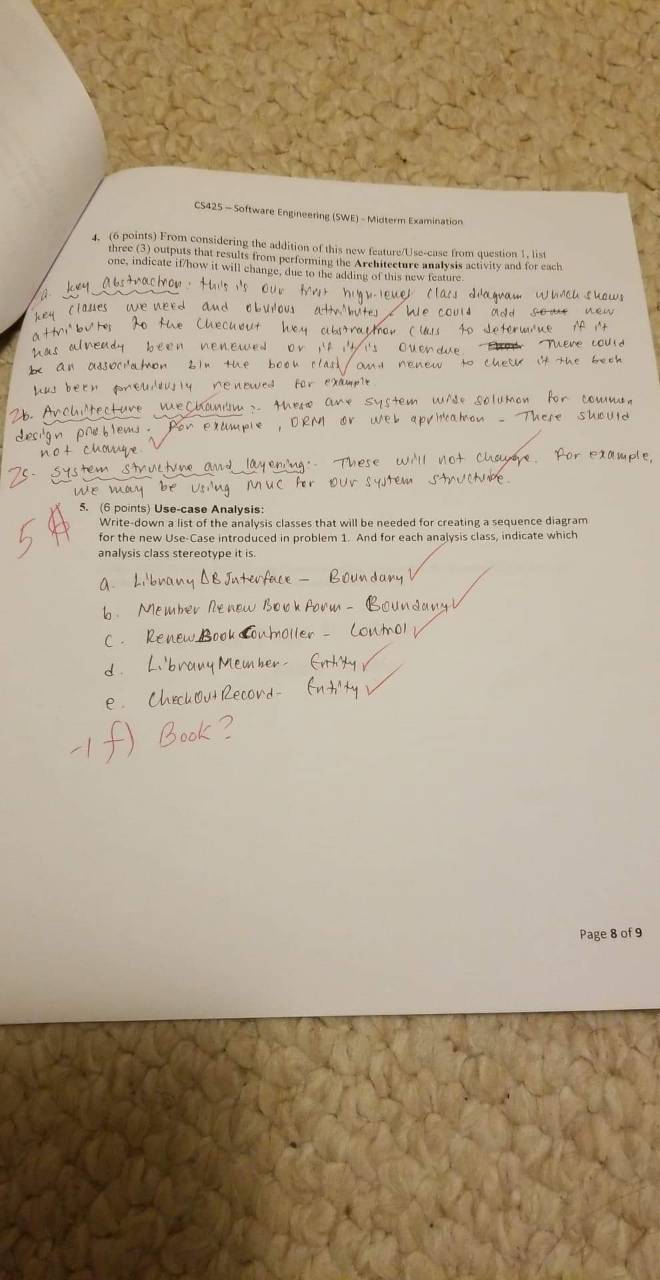 CS425 – Software Engineering (SWE) - Midterm Examination
4. (6 points) From considering the addition of this new feature/Use-case from question 1, list
three (3) outputs that results from performing the Architecture analysis activity and for each
one, indicate if/how it will change, due to the adding of this new feature.
a. key abstraction : this is our first high-level class diagram which shows
key classes we need and obvious attributes. We could add some new
attributes to the checkout key abstraction class to determine if it
has already been renewed or if it is overdue. There could
be an association b/n the book class and renew to check if the book
has been previously renewed for example.
2b. Architecture mechanism :- these are system wide solution for common
design problems. For example, ORM or web application - These should
not change.
2c. system structure and layering:- These will not change. For example,
we may be using MVC for our system structure.
5. (6 points) Use-case Analysis:
Write-down a list of the analysis classes that will be needed for creating a sequence diagram
for the new Use-Case introduced in problem 1. And for each analysis class, indicate which
analysis class stereotype it is.
5
a. Library DB Interface - Boundary
b. Member Renew Book Form - Boundary
c. Renew Book Controller - Control
d. Library Member - Entity
e. CheckOut Record - Entity
-1 f) Book?
Page 8 of 9